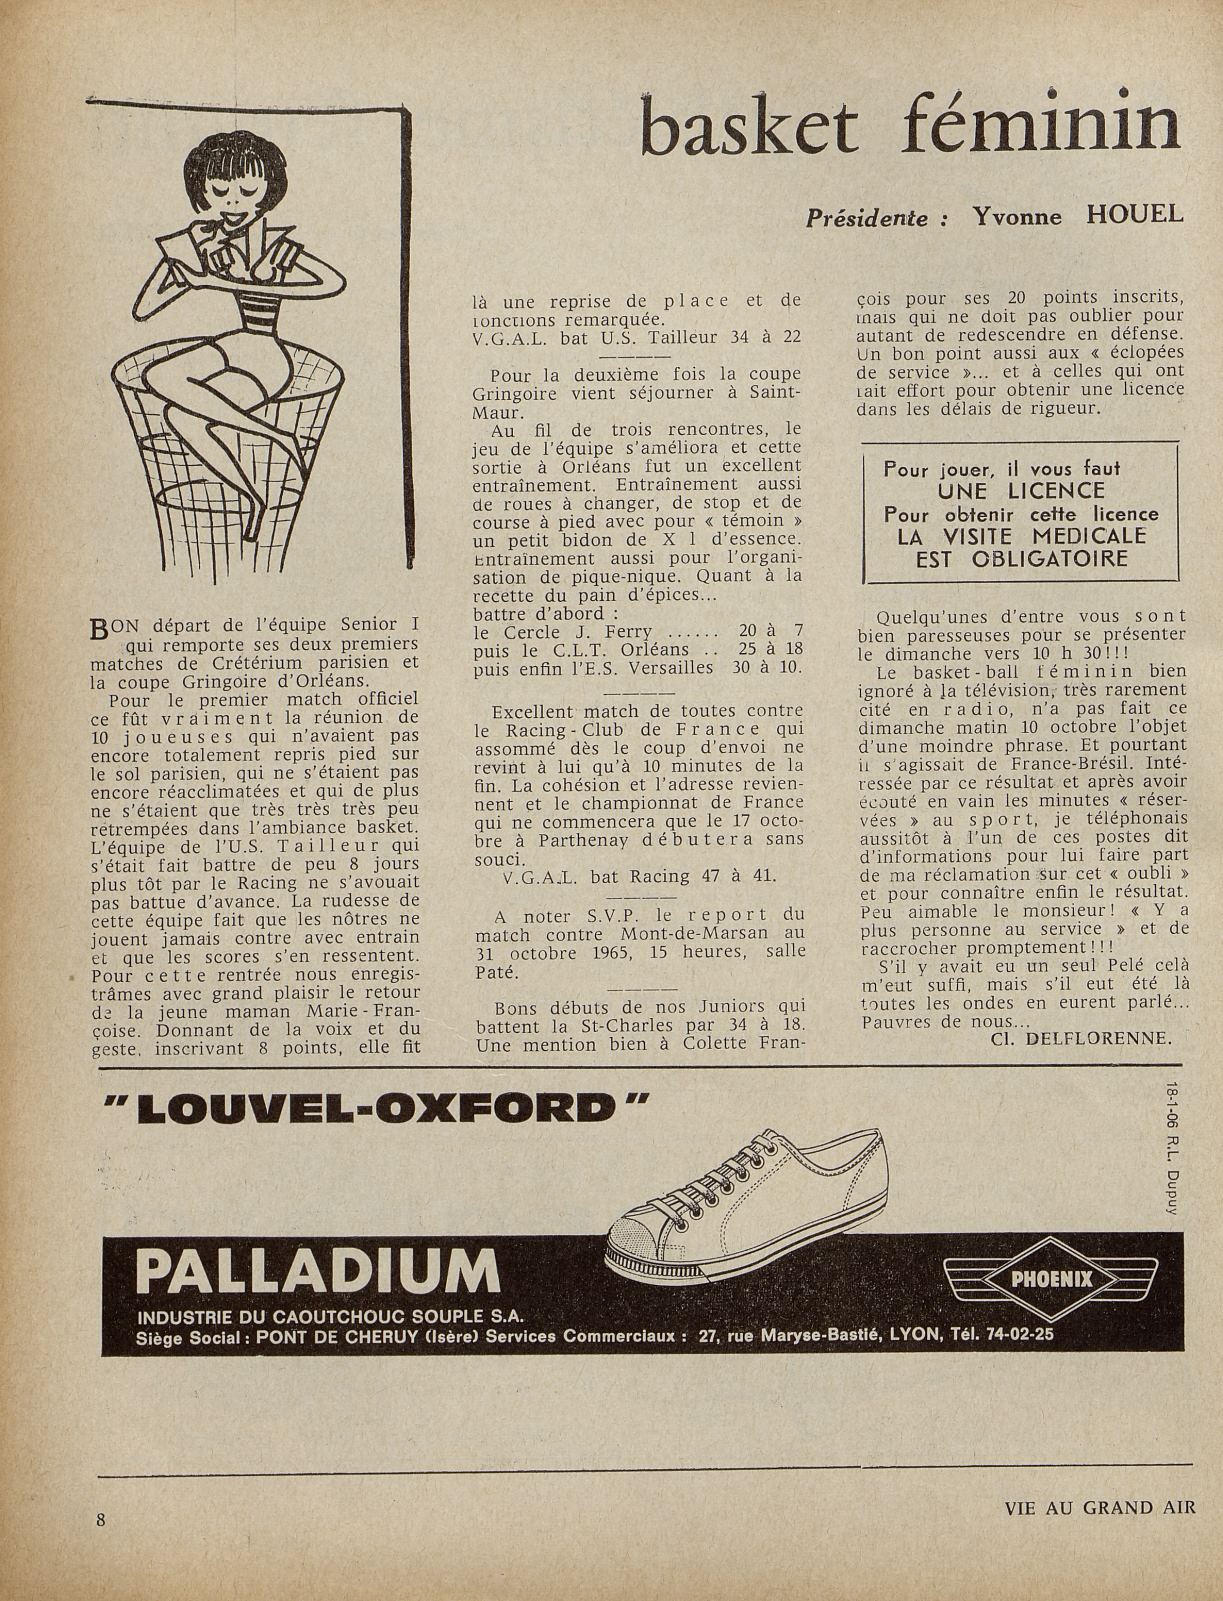 basket féminin
Présidente : Yvonne HOUEL
BON départ de l'équipe Senior I
qui remporte ses deux premiers
matches de Crétérium parisien et
la coupe Gringoire d'Orléans.
Pour le premier match officiel
ce fût vraiment la réunion de
10 joueuses qui n'avaient pas
encore totalement repris pied sur
le sol parisien, qui ne s'étaient pas
encore réacclimatées et qui de plus
ne s'étaient que très très très peu
retrempées dans l'ambiance basket.
L'équipe de l'U.S. Tailleur qui
s'était fait battre de peu 8 jours
plus tôt par le Racing ne s'avouait
pas battue d'avance. La rudesse de
cette équipe fait que les nôtres ne
jouent jamais contre avec entrain
et que les scores s'en ressentent.
Pour cette rentrée nous enregis-
trâmes avec grand plaisir le retour
de la jeune maman Marie-Fran-
çoise. Donnant de la voix et du
geste, inscrivant 8 points, elle fit
là une reprise de place et de
fonctions remarquée.
V.G.A.L. bat U.S. Tailleur 34 à 22
Pour la deuxième fois la coupe
Gringoire vient séjourner à Saint-
Maur.
Au fil de trois rencontres, le
jeu de l'équipe s'améliora et cette
sortie à Orléans fut un excellent
entraînement. Entraînement aussi
de roues à changer, de stop et de
course à pied avec pour « témoin »
un petit bidon de X l d'essence.
Entraînement aussi pour l'organi-
sation de pique-nique. Quant à la
recette du pain d'épices...
battre d'abord :
le Cercle J. Ferry ...... 20 à 7
puis le C.L.T. Orléans .. 25 à 18
puis enfin l'E.S. Versailles 30 à 10.
Excellent match de toutes contre
le Racing-Club de France qui
assommé dès le coup d'envoi ne
revint à lui qu'à 10 minutes de la
fin. La cohésion et l'adresse revien-
nent et le championnat de France
qui ne commencera que le 17 octo-
bre à Parthenay débutera sans
souci.
V.G.A.L. bat Racing 47 à 41.
A noter S.V.P. le report du
match contre Mont-de-Marsan au
31 octobre 1965, 15 heures, salle
Paté.
Bons débuts de nos Juniors qui
battent la St-Charles par 34 à 18.
Une mention bien à Colette Fran-
çois pour ses 20 points inscrits,
mais qui ne doit pas oublier pour
autant de redescendre en défense.
Un bon point aussi aux « éclopées
de service »... et à celles qui ont
fait effort pour obtenir une licence
dans les délais de rigueur.
Pour jouer, il vous faut
UNE LICENCE
Pour obtenir cette licence
LA VISITE MEDICALE
EST OBLIGATOIRE
Quelqu'unes d'entre vous sont
bien paresseuses pour se présenter
le dimanche vers 10 h 30!!!
Le basket-ball féminin bien
ignoré à la télévision, très rarement
cité en radio, n'a pas fait ce
dimanche matin 10 octobre l'objet
d'une moindre phrase. Et pourtant
il s'agissait de France-Brésil. Inté-
ressée par ce résultat et après avoir
écouté en vain les minutes « réser-
vées » au sport, je téléphonais
aussitôt à l'un de ces postes dit
d'informations pour lui faire part
de ma réclamation sur cet « oubli »
et pour connaître enfin le résultat.
Peu aimable le monsieur! « Y a
plus personne au service » et de
raccrocher promptement!!!
S'il y avait eu un seul Pelé celà
m'eut suffi, mais s'il eut été là
toutes les ondes en eurent parlé...
Pauvres de nous...
Cl. DELFLORENNE.
"LOUVEL-OXFORD"
18-1-06 R.L. Dupuy
PALLADIUM
PHOENIX
INDUSTRIE DU CAOUTCHOUC SOUPLE S.A.
Siège Social : PONT DE CHERUY (Isère) Services Commerciaux : 27, rue Maryse-Bastié, LYON, Tél. 74-02-25
8
VIE AU GRAND AIR